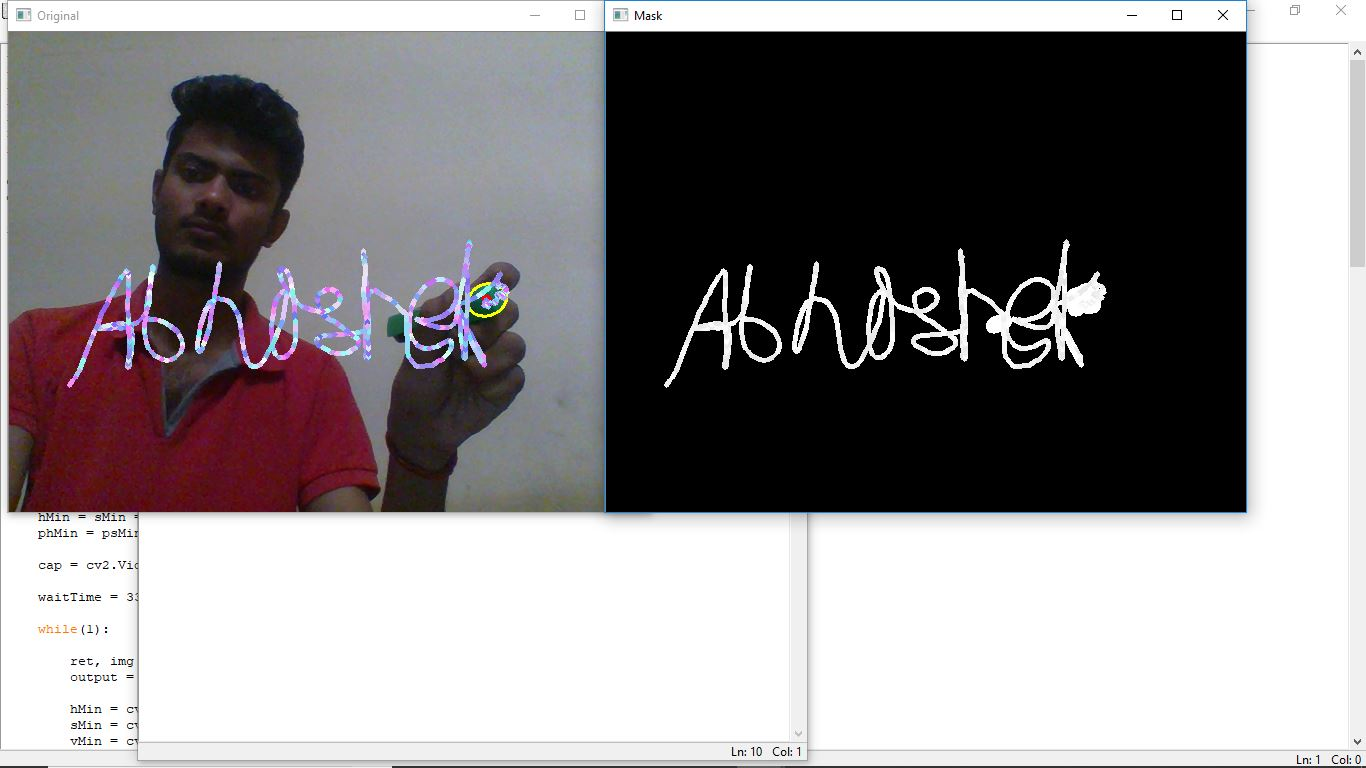 Original
Mask
Abhishek
Abhishek
hMin = sMin =
phMin = psMin
cap = cv2.Vid
waitTime = 33
while(1):
ret, img
output =
hMin = cv
sMin = cv
vMin = cv
Ln: 10 Col: 1
Ln: 1 Col: 0